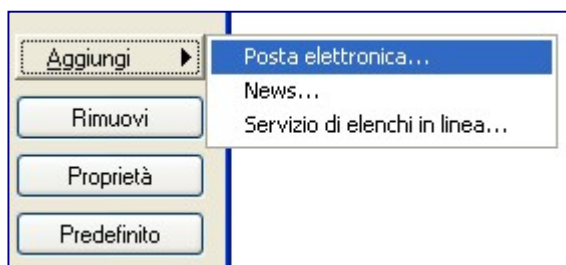 Aggiungi
Posta elettronica...
News...
Servizio di elenchi in linea...
Rimuovi
Proprietà
Predefinito